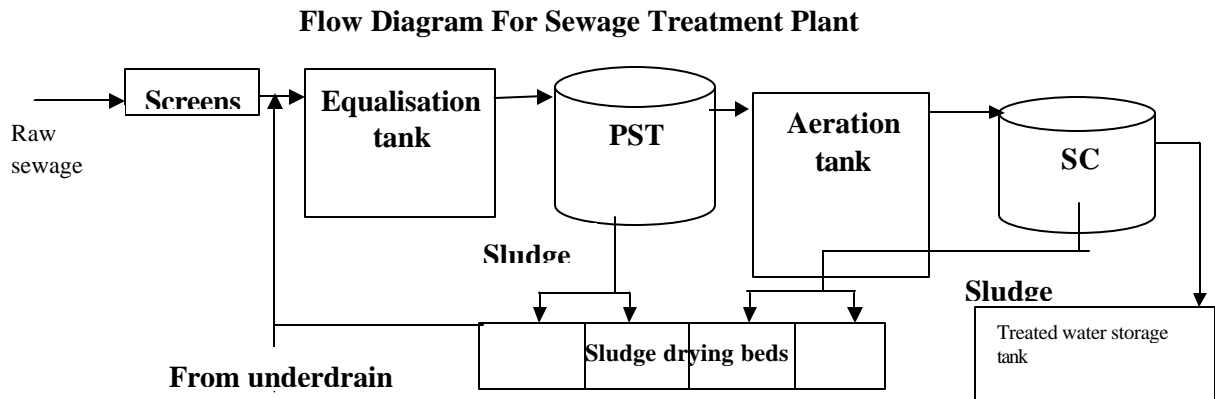 Flow Diagram For Sewage Treatment Plant
Screens
Equalisation
tank
PST
Aeration
tank
SC
Raw
sewage
Sludge
Sludge
Treated water storage
tank
Sludge drying beds
From underdrain